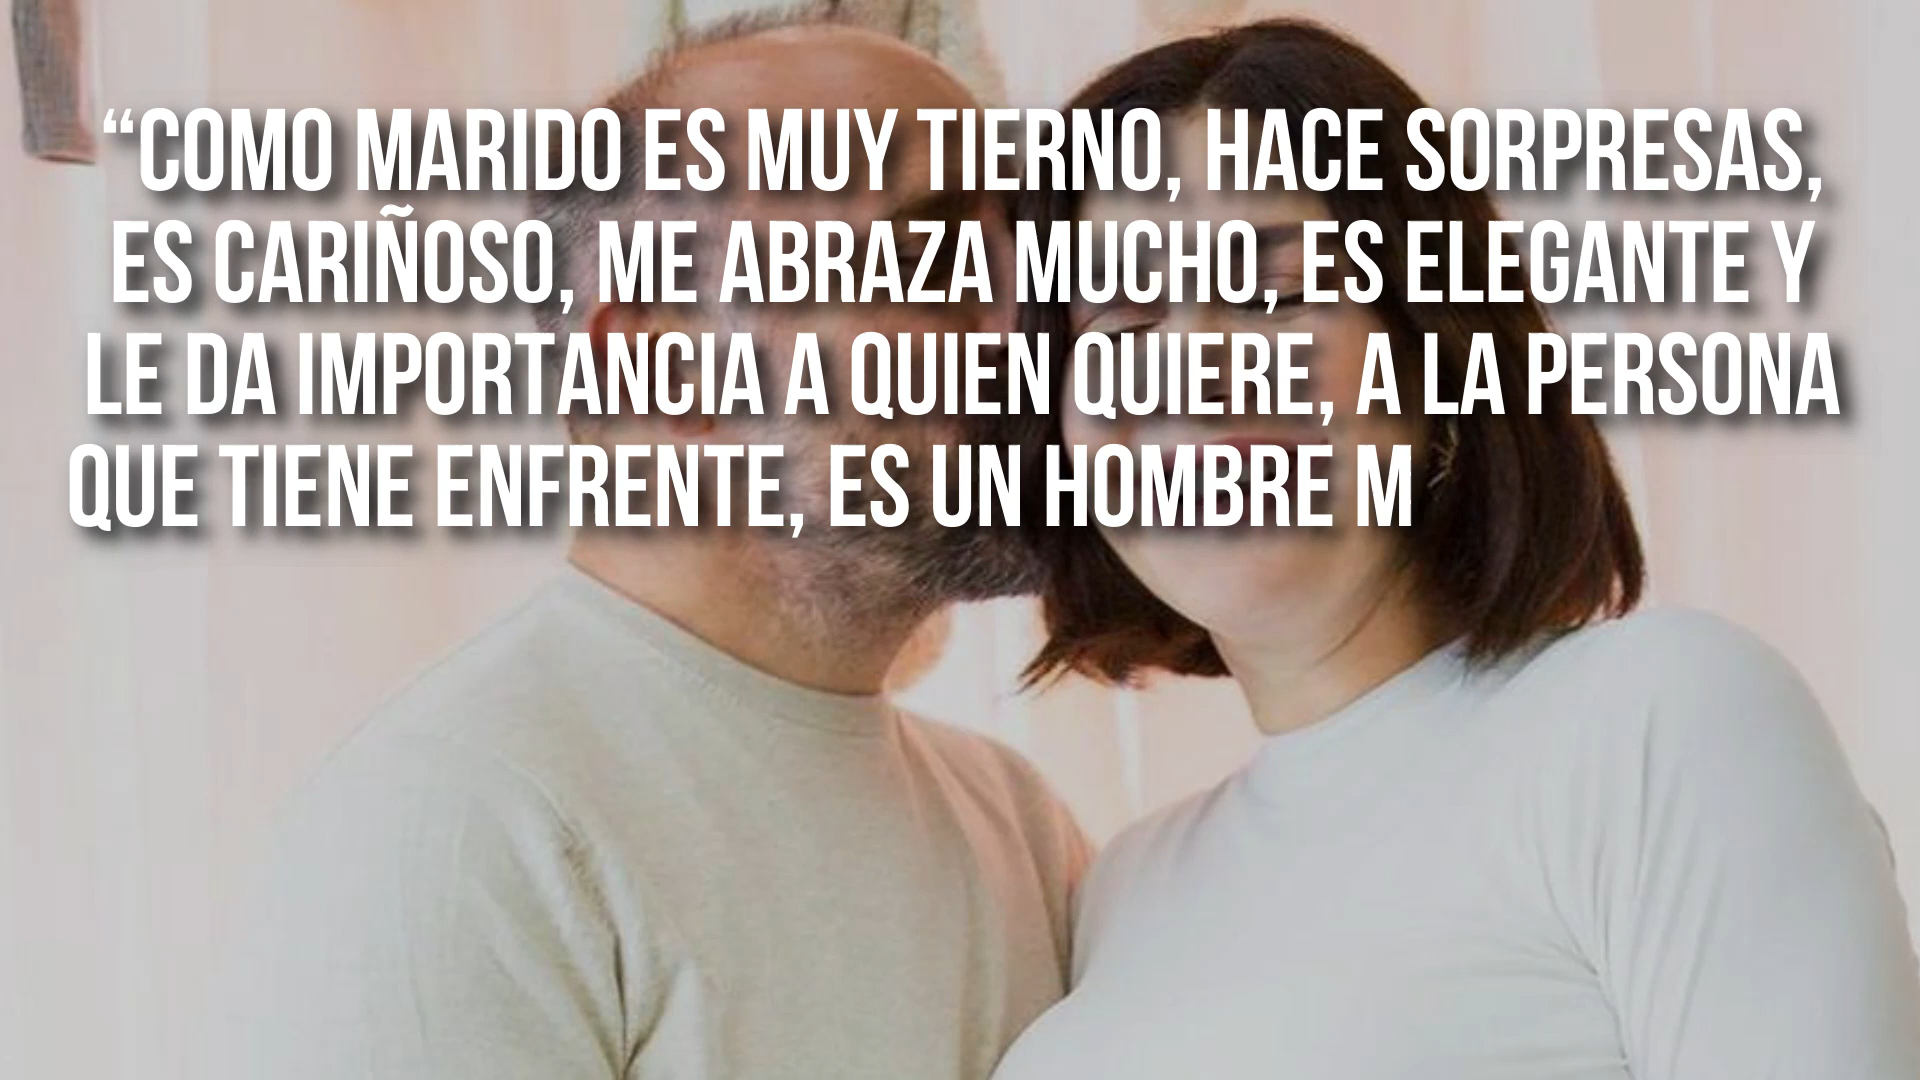 “COMO MARIDO ES MUY TIERNO, HACE SORPRESAS,
ES CARIÑOSO, ME ABRAZA MUCHO, ES ELEGANTE Y
LE DA IMPORTANCIA A QUIEN QUIERE, A LA PERSONA
QUE TIENE ENFRENTE, ES UN HOMBRE M